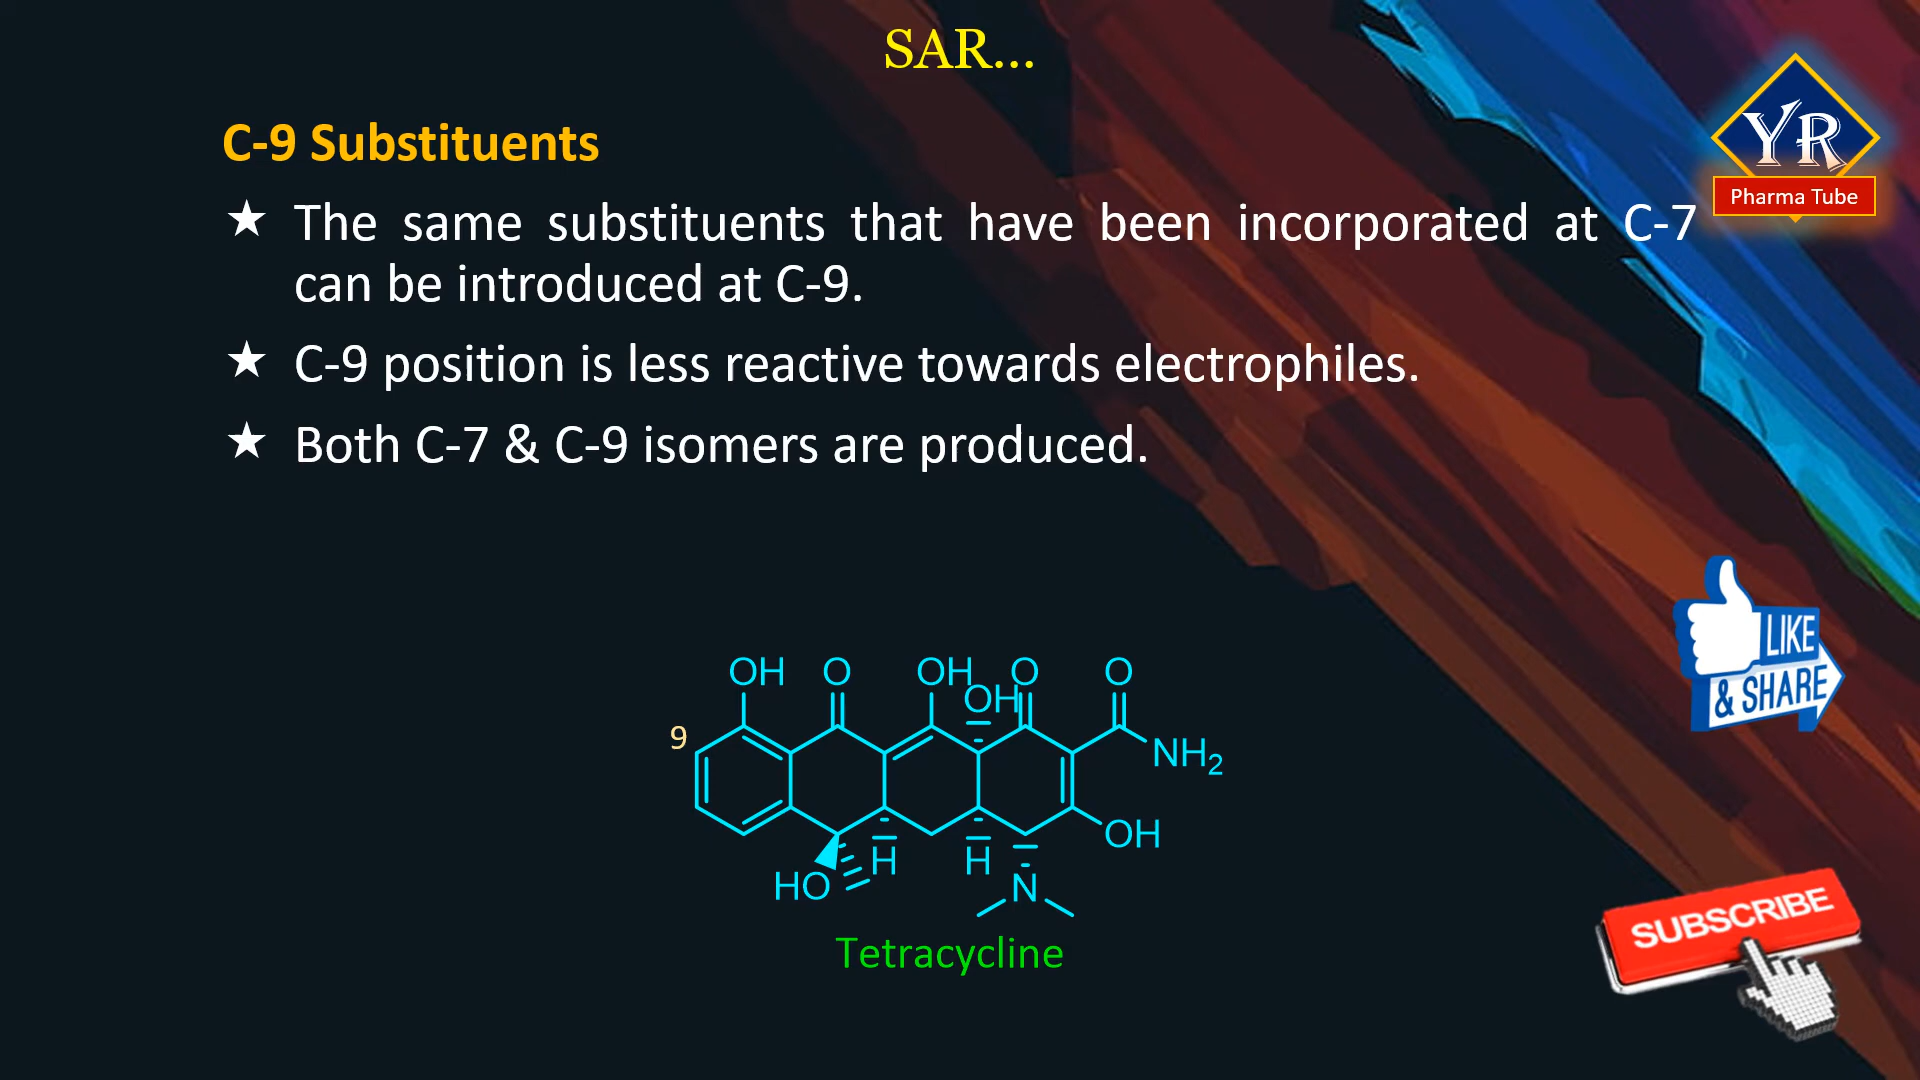 SAR...
YR
Pharma Tube
C-9 Substituents
★ The same substituents that have been incorporated at C-7
can be introduced at C-9.
★ C-9 position is less reactive towards electrophiles.
★ Both C-7 & C-9 isomers are produced.
LIKE
& SHARE
OH O OH O O
OH
9
NH₂
OH
H H
HO N
Tetracycline
SUBSCRIBE